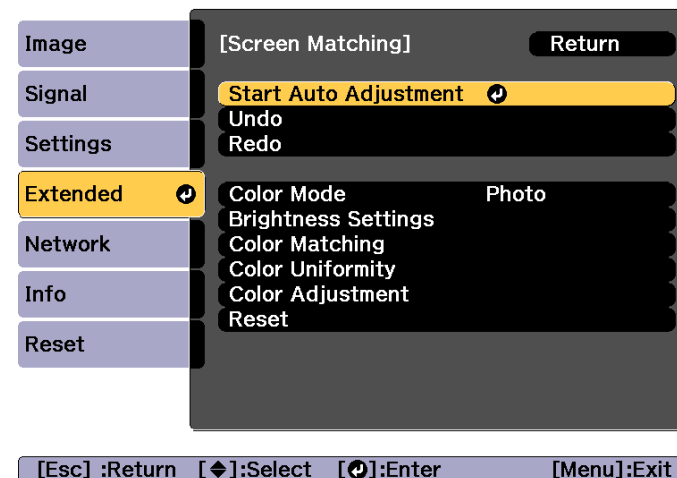 Image
Signal
Settings
Extended
Network
Info
Reset
[Screen Matching] Return
Start Auto Adjustment
Undo
Redo
Color Mode Photo
Brightness Settings
Color Matching
Color Uniformity
Color Adjustment
Reset
[Esc] :Return [ ]:Select [ ]:Enter [Menu]:Exit